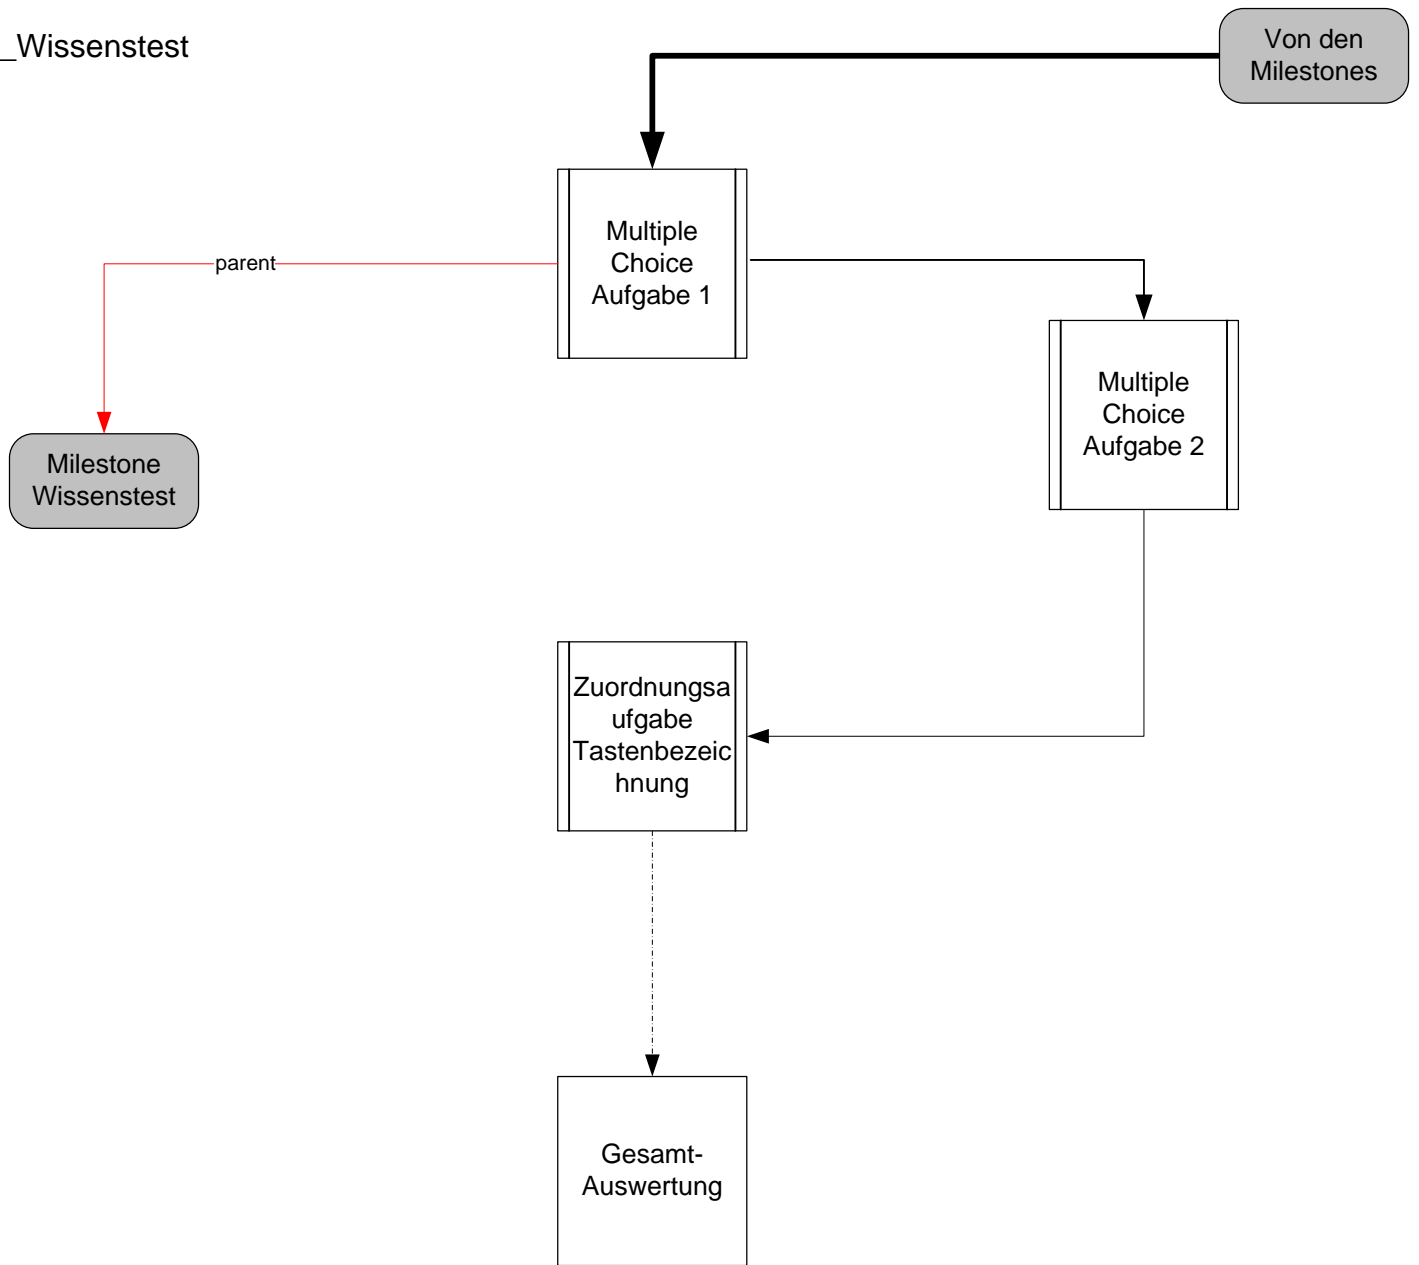 _Wissenstest
Von den
Milestones
Multiple
Choice
Aufgabe 1
parent
Multiple
Choice
Aufgabe 2
Milestone
Wissenstest
Zuordnungsa
ufgabe
Tastenbezeic
hnung
Gesamt-
Auswertung